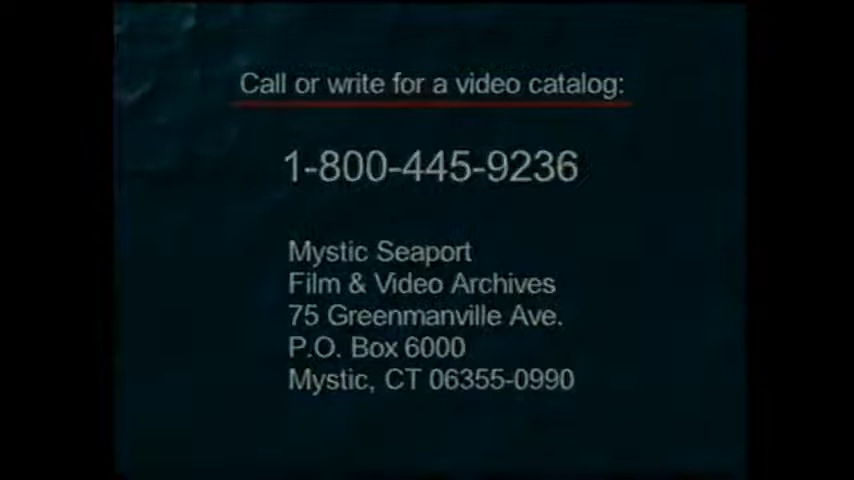 Call or write for a video catalog:
1-800-445-9236
Mystic Seaport
Film & Video Archives
75 Greenmanville Ave.
P.O. Box 6000
Mystic, CT 06355-0990